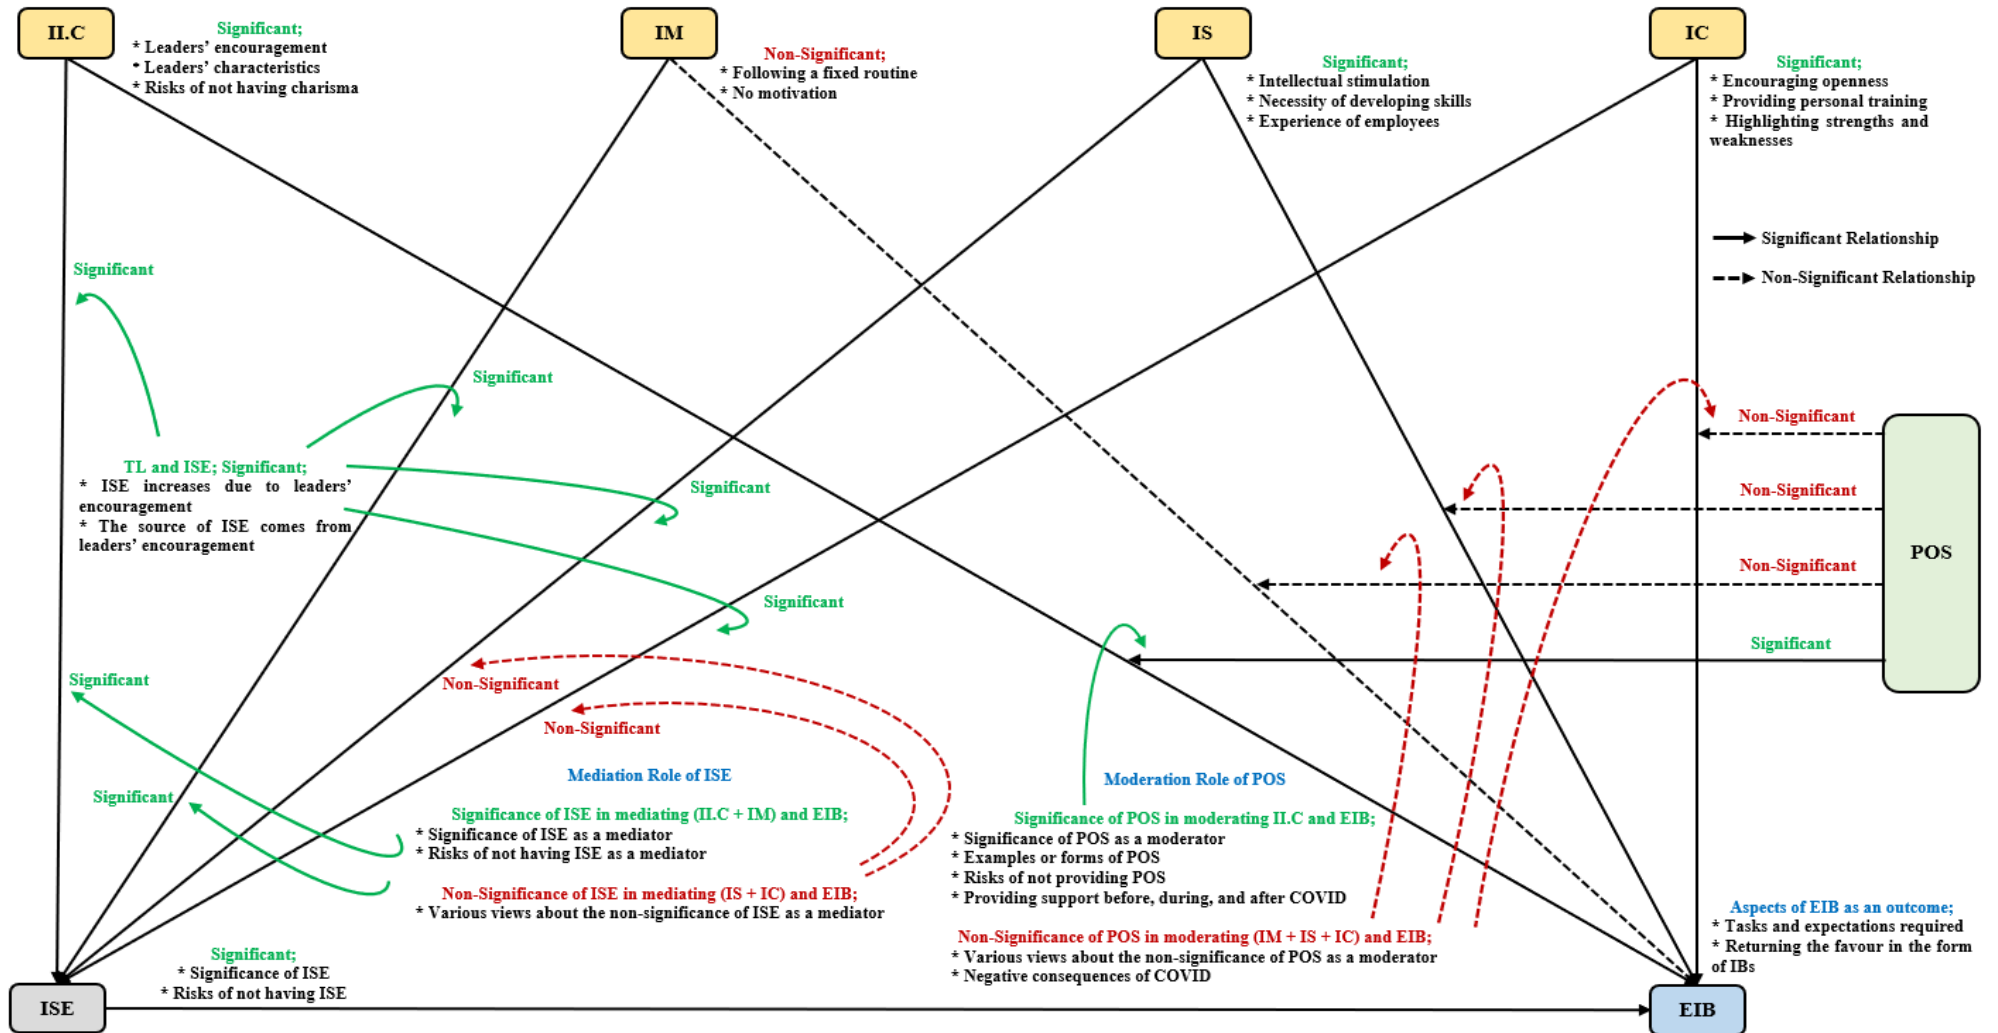 II.C
Significant;
* Leaders’ encouragement
* Leaders’ characteristics
* Risks of not having charisma
IM
Non-Significant;
* Following a fixed routine
* No motivation
IS
Significant;
* Intellectual stimulation
* Necessity of developing skills
* Experience of employees
IC
Significant;
* Encouraging openness
* Providing personal training
* Highlighting strengths and
weaknesses
Significant Relationship
Non-Significant Relationship
Significant
Significant
TL and ISE; Significant;
* ISE increases due to leaders’
encouragement
* The source of ISE comes from
leaders’ encouragement
Significant
Significant
Non-Significant
Non-Significant
Non-Significant
Significant
POS
Significant
Significant
Non-Significant
Non-Significant
Mediation Role of ISE
Significance of ISE in mediating (II.C + IM) and EIB;
* Significance of ISE as a mediator
* Risks of not having ISE as a mediator
Non-Significance of ISE in mediating (IS + IC) and EIB;
* Various views about the non-significance of ISE as a mediator
Moderation Role of POS
Significance of POS in moderating II.C and EIB;
* Significance of POS as a moderator
* Examples or forms of POS
* Risks of not providing POS
* Providing support before, during, and after COVID
Non-Significance of POS in moderating (IM + IS + IC) and EIB;
* Various views about the non-significance of POS as a moderator
* Negative consequences of COVID
Aspects of EIB as an outcome;
* Tasks and expectations required
* Returning the favour in the form
of IBs
Significant;
* Significance of ISE
* Risks of not having ISE
ISE
EIB